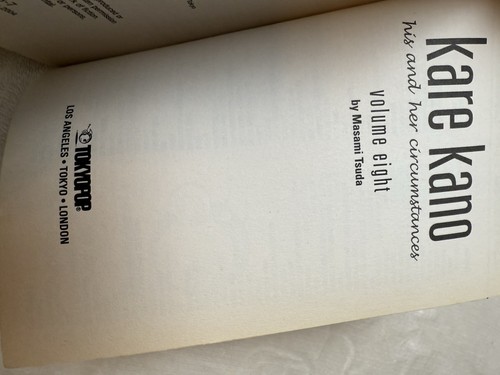 kare kano
his and her circumstances
volume eight
by Masami Tsuda
TOKYOPOP®
LOS ANGELES • TOKYO • LONDON